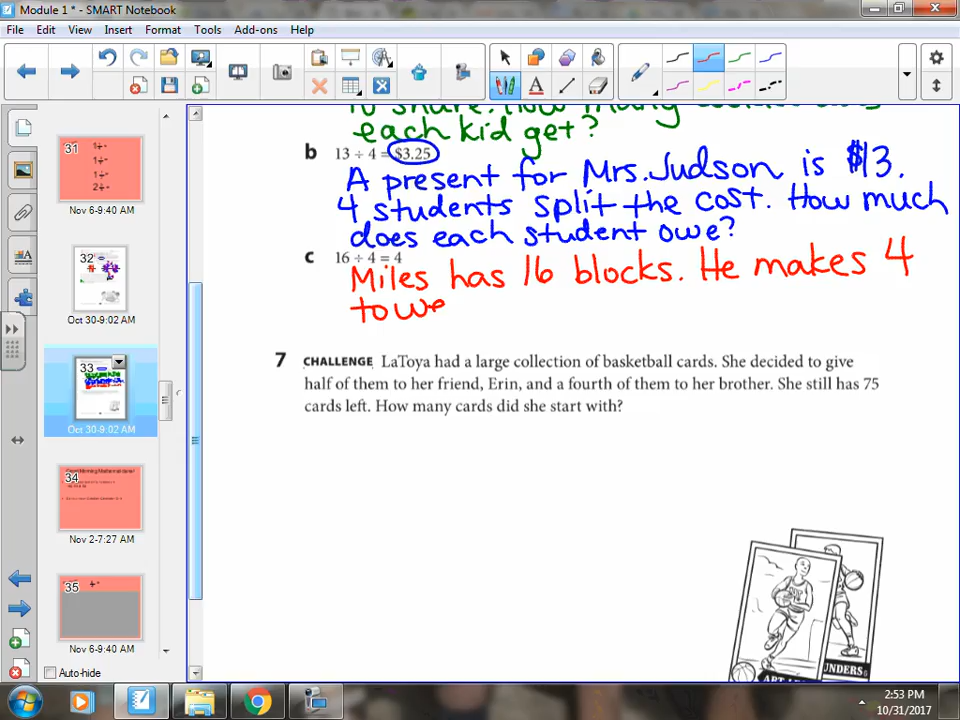 Module 1 * - SMART Notebook
File Edit View Insert Format Tools Add-ons Help
31
Nov 6-9:40 AM
32
Oct 30-9:02 AM
33
Oct 30-9:02 AM
34
Nov 2-7:27 AM
35
Nov 6-9:40 AM
Auto-hide
to share. How many
each kid get?
b 13 ÷ 4 = $3.25
A present for Mrs. Judson is $13.
4 students split the cost. How much
does each student owe?
c 16 ÷ 4 = 4
Miles has 16 blocks. He makes 4
towe
7 CHALLENGE LaToya had a large collection of basketball cards. She decided to give
half of them to her friend, Erin, and a fourth of them to her brother. She still has 75
cards left. How many cards did she start with?
2:53 PM
10/31/2017